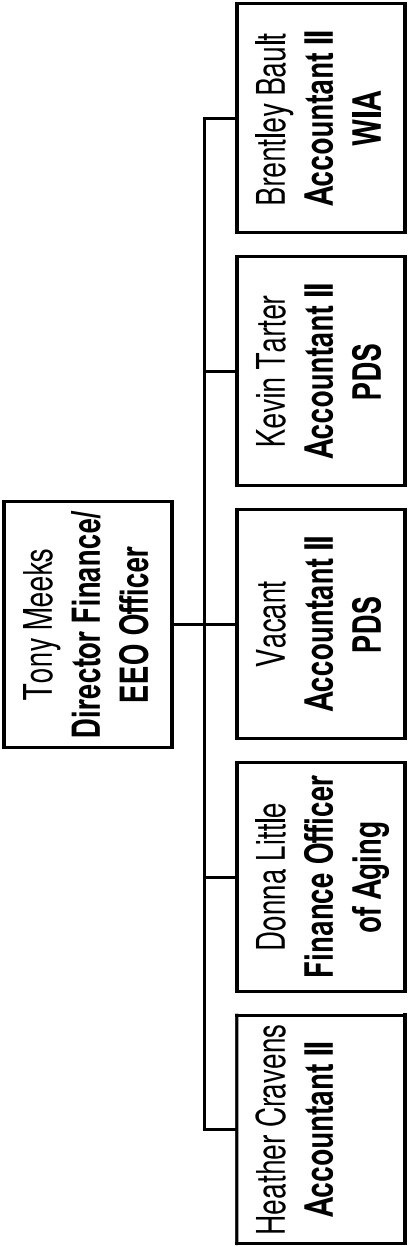 Tony Meeks
Director Finance/
EEO Officer
Heather Cravens
Accountant II
Donna Little
Finance Officer
of Aging
Vacant
Accountant II
PDS
Kevin Tarter
Accountant II
PDS
Brentley Bault
Accountant II
WIA